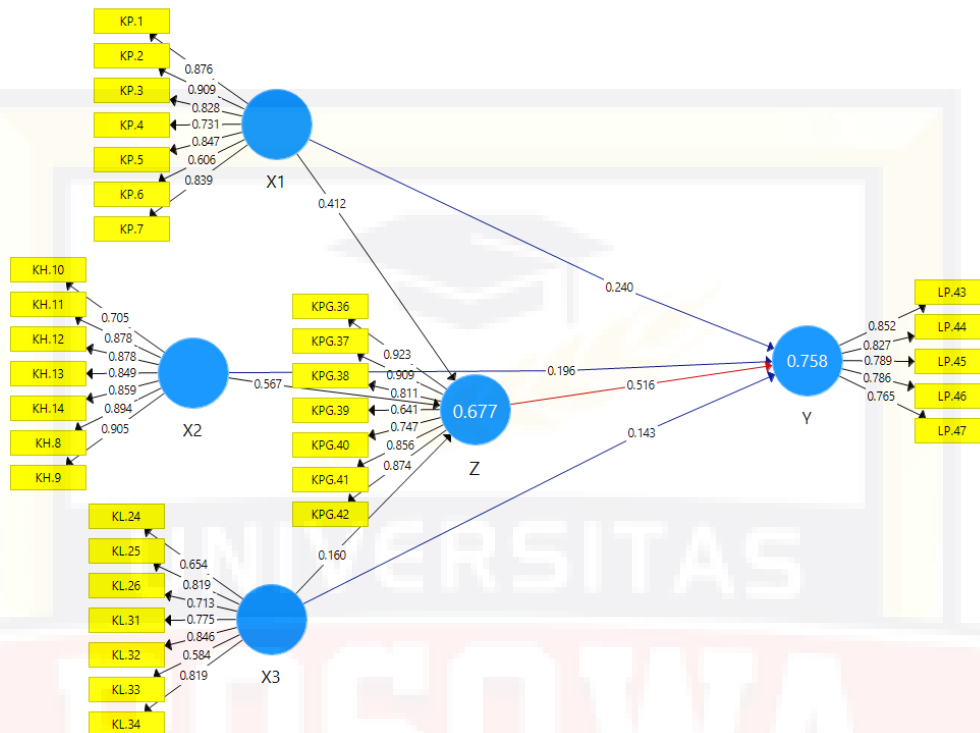 KP.1
KP.2
KP.3
KP.4
KP.5
KP.6
KP.7
0.876
0.909
0.828
0.731
0.847
0.606
0.839
X1
0.412
0.240
KH.10
KH.11
KH.12
KH.13
KH.14
KH.8
KH.9
0.705
0.878
0.878
0.849
0.859
0.894
0.905
X2
0.567
0.196
KPG.36
KPG.37
KPG.38
KPG.39
KPG.40
KPG.41
KPG.42
0.923
0.909
0.811
0.641
0.747
0.856
0.874
0.677
Z
0.516
0.143
0.160
0.758
Y
0.852
0.827
0.789
0.786
0.765
LP.43
LP.44
LP.45
LP.46
LP.47
KL.24
KL.25
KL.26
KL.31
KL.32
KL.33
KL.34
0.654
0.819
0.713
0.775
0.846
0.584
0.819
X3
UNIVERSITAS
BOSOWA